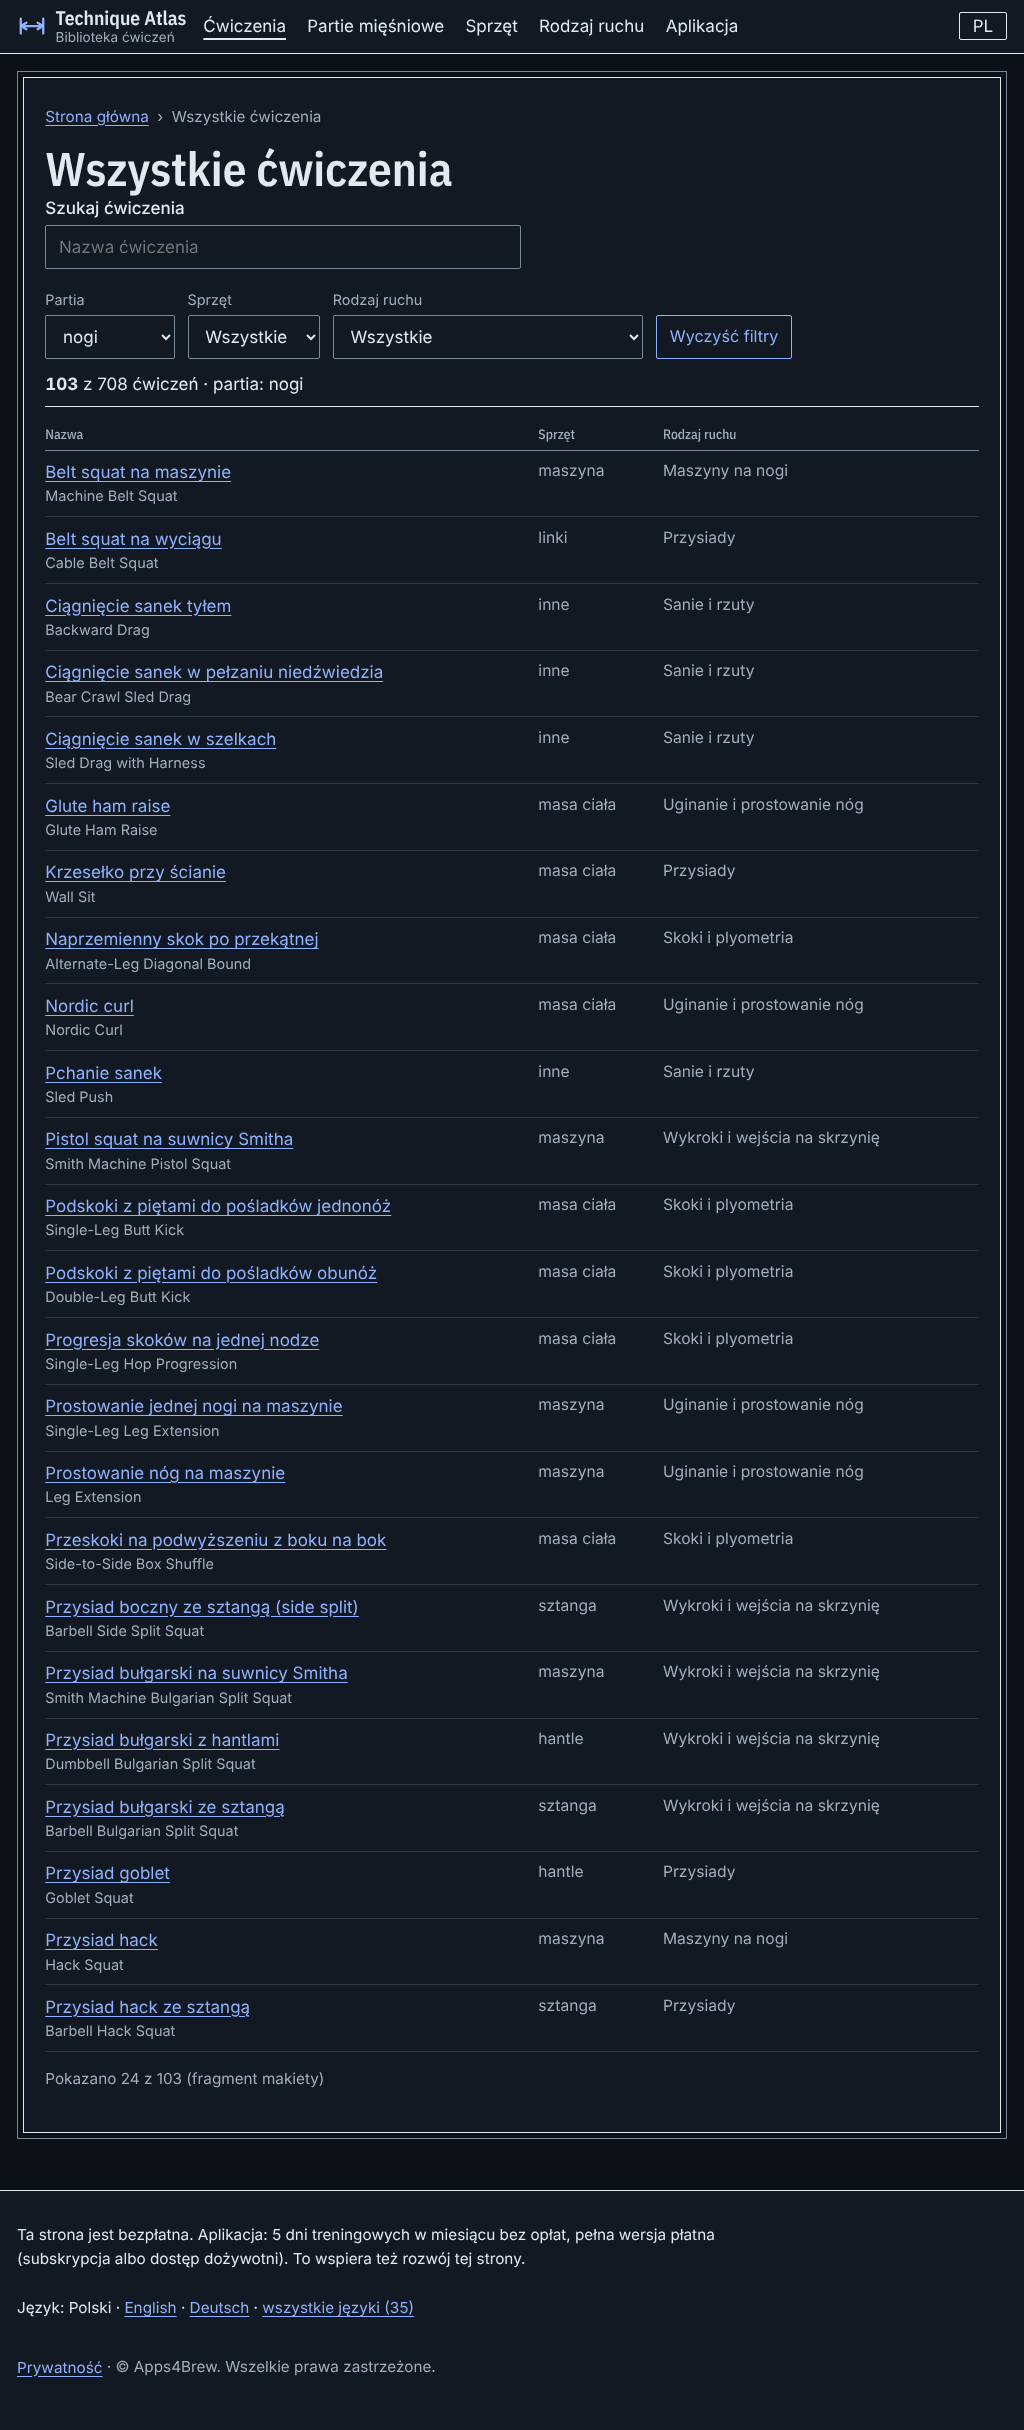 Technique Atlas
Biblioteka ćwiczeń
Ćwiczenia Partie mięśniowe Sprzęt Rodzaj ruchu Aplikacja PL
Strona główna › Wszystkie ćwiczenia
Wszystkie ćwiczenia
Szukaj ćwiczenia
Nazwa ćwiczenia
Partia Sprzęt Rodzaj ruchu
nogi Wszystkie Wszystkie Wyczyść filtry
103 z 708 ćwiczeń · partia: nogi
Nazwa Sprzęt Rodzaj ruchu
Belt squat na maszynie maszyna Maszyny na nogi
Machine Belt Squat
Belt squat na wyciągu linki Przysiady
Cable Belt Squat
Ciągnięcie sanek tyłem inne Sanie i rzuty
Backward Drag
Ciągnięcie sanek w pełzaniu niedźwiedzia inne Sanie i rzuty
Bear Crawl Sled Drag
Ciągnięcie sanek w szelkach inne Sanie i rzuty
Sled Drag with Harness
Glute ham raise masa ciała Uginanie i prostowanie nóg
Glute Ham Raise
Krzesełko przy ścianie masa ciała Przysiady
Wall Sit
Naprzemienny skok po przekątnej masa ciała Skoki i plyometria
Alternate-Leg Diagonal Bound
Nordic curl masa ciała Uginanie i prostowanie nóg
Nordic Curl
Pchanie sanek inne Sanie i rzuty
Sled Push
Pistol squat na suwnicy Smitha maszyna Wykroki i wejścia na skrzynię
Smith Machine Pistol Squat
Podskoki z piętami do pośladków jednonóż masa ciała Skoki i plyometria
Single-Leg Butt Kick
Podskoki z piętami do pośladków obunóż masa ciała Skoki i plyometria
Double-Leg Butt Kick
Progresja skoków na jednej nodze masa ciała Skoki i plyometria
Single-Leg Hop Progression
Prostowanie jednej nogi na maszynie maszyna Uginanie i prostowanie nóg
Single-Leg Leg Extension
Prostowanie nóg na maszynie maszyna Uginanie i prostowanie nóg
Leg Extension
Przeskoki na podwyższeniu z boku na bok masa ciała Skoki i plyometria
Side-to-Side Box Shuffle
Przysiad boczny ze sztangą (side split) sztanga Wykroki i wejścia na skrzynię
Barbell Side Split Squat
Przysiad bułgarski na suwnicy Smitha maszyna Wykroki i wejścia na skrzynię
Smith Machine Bulgarian Split Squat
Przysiad bułgarski z hantlami hantle Wykroki i wejścia na skrzynię
Dumbbell Bulgarian Split Squat
Przysiad bułgarski ze sztangą sztanga Wykroki i wejścia na skrzynię
Barbell Bulgarian Split Squat
Przysiad goblet hantle Przysiady
Goblet Squat
Przysiad hack maszyna Maszyny na nogi
Hack Squat
Przysiad hack ze sztangą sztanga Przysiady
Barbell Hack Squat
Pokazano 24 z 103 (fragment makiety)
Ta strona jest bezpłatna. Aplikacja: 5 dni treningowych w miesiącu bez opłat, pełna wersja płatna
(subskrypcja albo dostęp dożywotni). To wspiera też rozwój tej strony.
Język: Polski · English · Deutsch · wszystkie języki (35)
Prywatność · © Apps4Brew. Wszelkie prawa zastrzeżone.